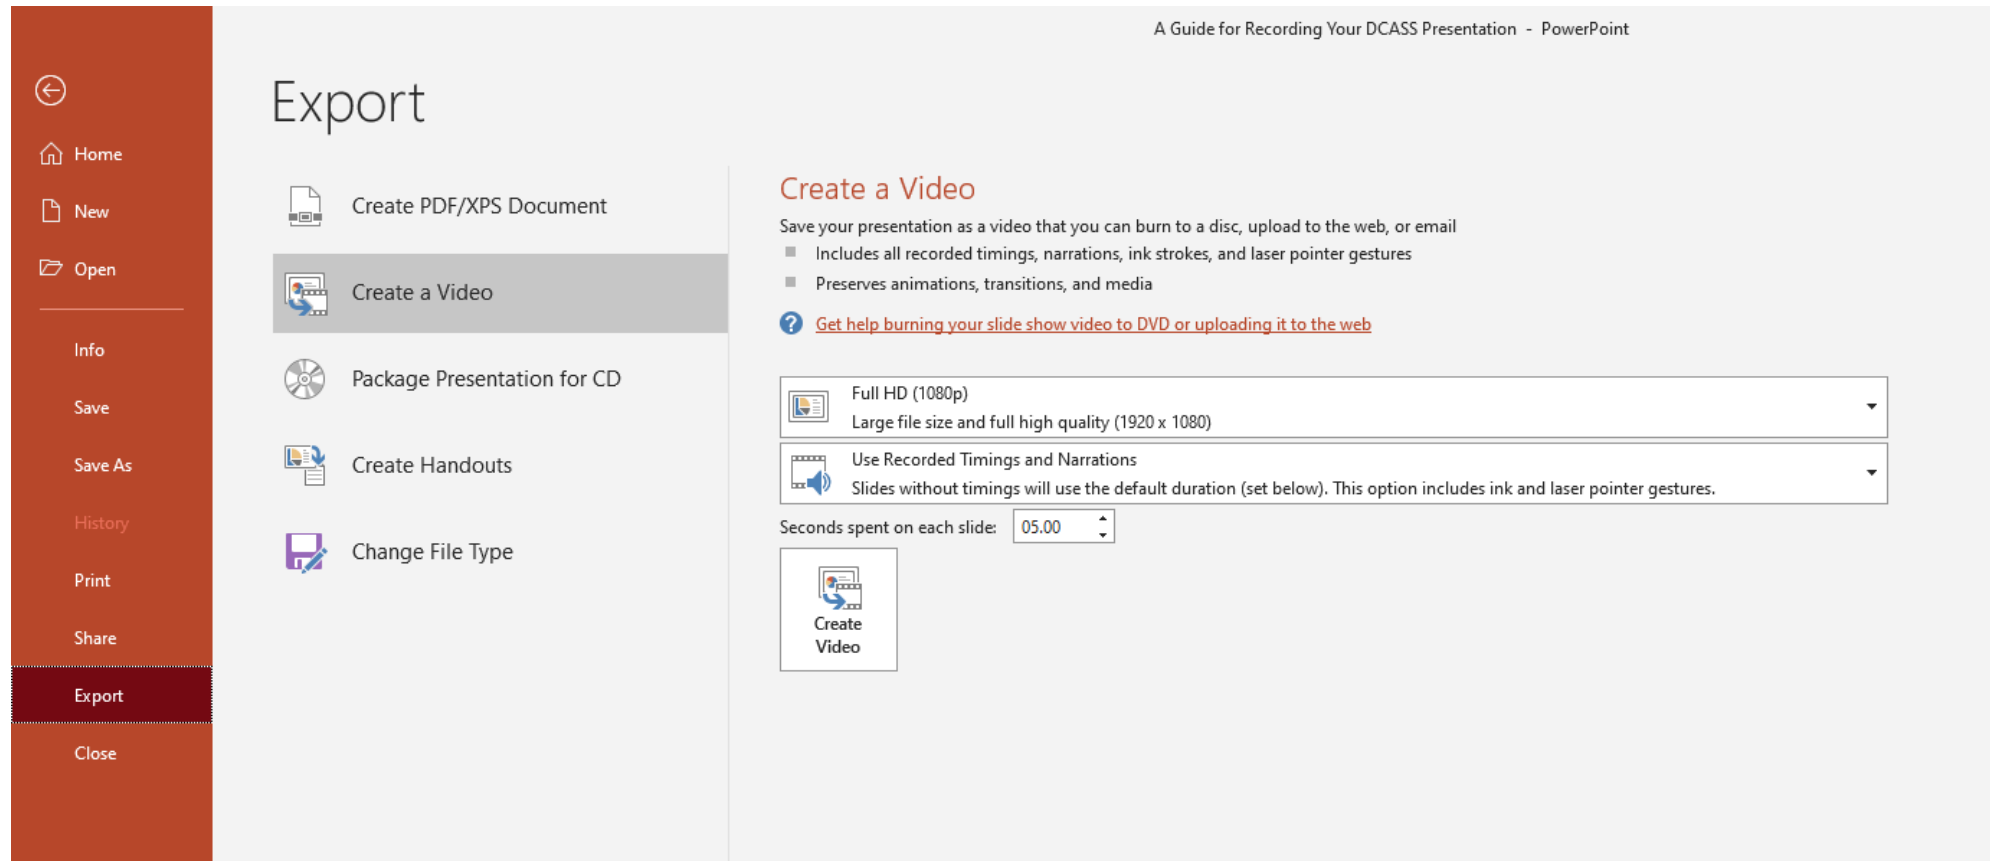 A Guide for Recording Your DCASS Presentation - PowerPoint
Home
New
Open
Info
Save
Save As
History
Print
Share
Export
Close
Export
Create PDF/XPS Document
Create a Video
Package Presentation for CD
Create Handouts
Change File Type
Create a Video
Save your presentation as a video that you can burn to a disc, upload to the web, or email
Includes all recorded timings, narrations, ink strokes, and laser pointer gestures
Preserves animations, transitions, and media
Get help burning your slide show video to DVD or uploading it to the web
Full HD (1080p)
Large file size and full high quality (1920 x 1080)
Use Recorded Timings and Narrations
Slides without timings will use the default duration (set below). This option includes ink and laser pointer gestures.
Seconds spent on each slide: 05.00
Create
Video